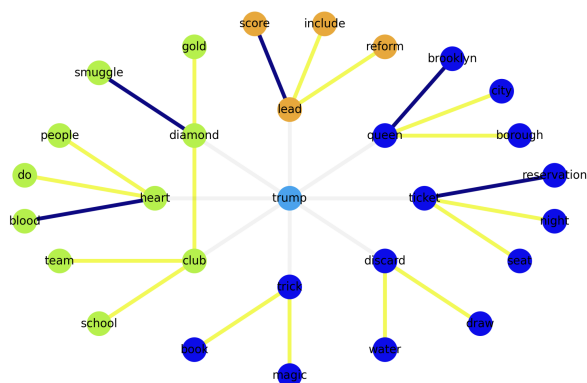 score
include
reform
gold
brooklyn
smuggle
city
lead
people
diamond
queen
borough
do
heart
trump
ticket
reservation
blood
night
team
club
discard
seat
school
trick
book
water
draw
magic